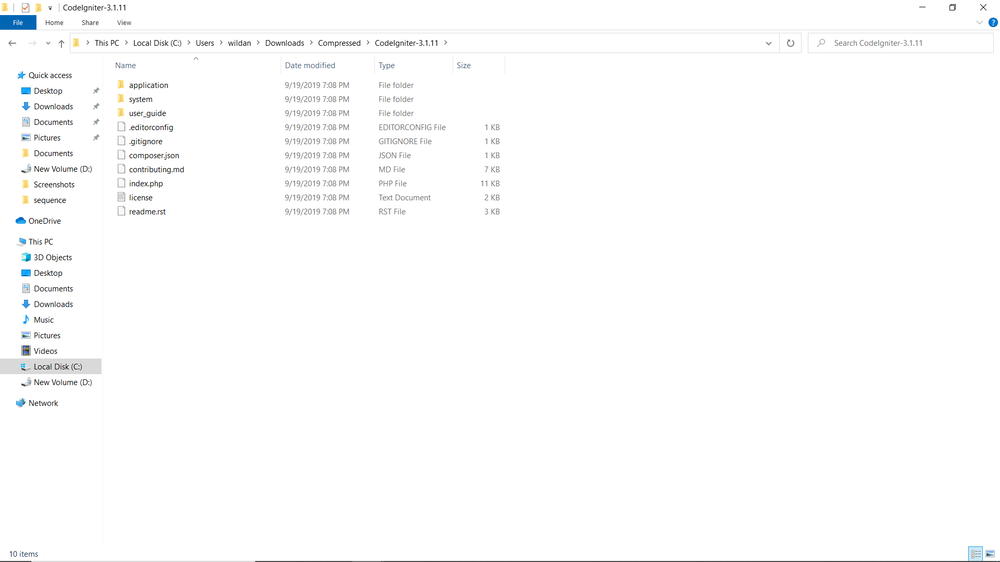 CodeIgniter-3.1.11
File Home Share View
This PC Local Disk (C:) Users wildan Downloads Compressed CodeIgniter-3.1.11
Search CodeIgniter-3.1.11
Quick access
Desktop
Downloads
Documents
Pictures
Documents
New Volume (D:)
Screenshots
sequence
OneDrive
This PC
3D Objects
Desktop
Documents
Downloads
Music
Pictures
Videos
Local Disk (C:)
New Volume (D:)
Network
Name Date modified Type Size
application 9/19/2019 7:08 PM File folder
system 9/19/2019 7:08 PM File folder
user_guide 9/19/2019 7:08 PM File folder
.editorconfig 9/19/2019 7:08 PM EDITORCONFIG File 1 KB
.gitignore 9/19/2019 7:08 PM GITIGNORE File 1 KB
composer.json 9/19/2019 7:08 PM JSON File 1 KB
contributing.md 9/19/2019 7:08 PM MD File 7 KB
index.php 9/19/2019 7:08 PM PHP File 11 KB
license 9/19/2019 7:08 PM Text Document 2 KB
readme.rst 9/19/2019 7:08 PM RST File 3 KB
10 items